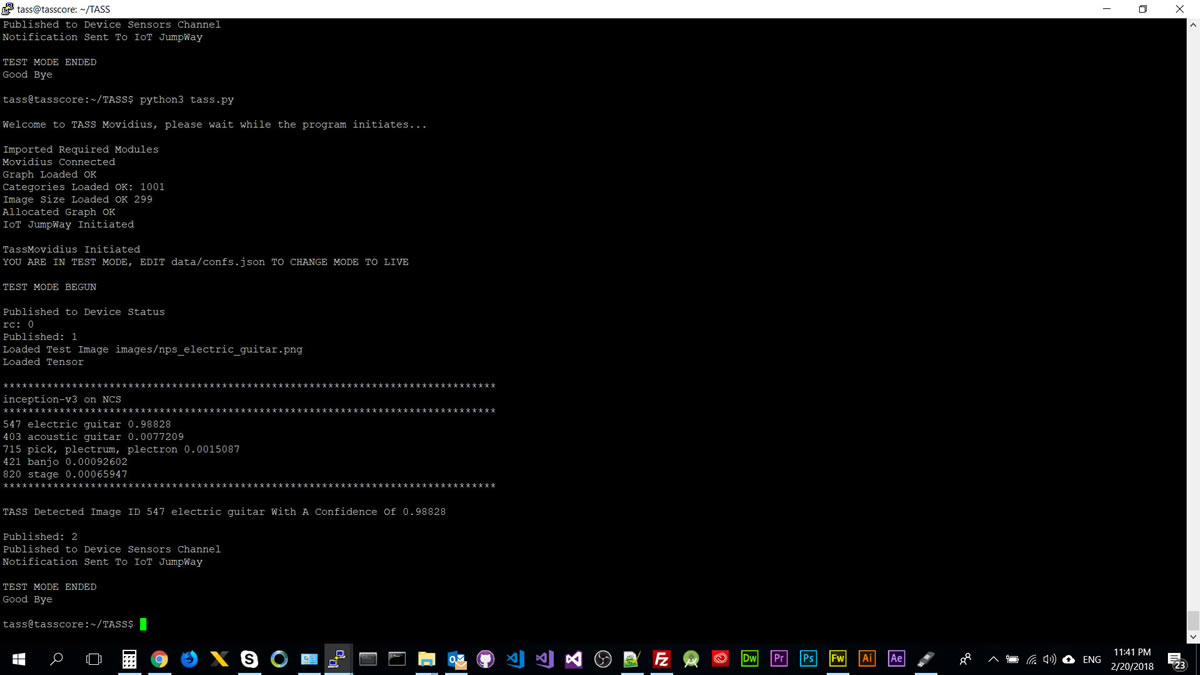 tass@tasscore: ~/TASS
Published to Device Sensors Channel
Notification Sent To IoT JumpWay
TEST MODE ENDED
Good Bye
tass@tasscore:~/TASS$ python3 tass.py
Welcome to TASS Movidius, please wait while the program initiates...
Imported Required Modules
Movidius Connected
Graph Loaded OK
Categories Loaded OK: 1001
Image Size Loaded OK 299
Allocated Graph OK
IoT JumpWay Initiated
TassMovidius Initiated
YOU ARE IN TEST MODE, EDIT data/confs.json TO CHANGE MODE TO LIVE
TEST MODE BEGUN
Published to Device Status
rc: 0
Published: 1
Loaded Test Image images/nps_electric_guitar.png
Loaded Tensor
*******************************************************************************
inception-v3 on NCS
*******************************************************************************
547 electric guitar 0.98828
403 acoustic guitar 0.0077209
715 pick, plectrum, plectron 0.0015087
421 banjo 0.00092602
820 stage 0.00065947
*******************************************************************************
TASS Detected Image ID 547 electric guitar With A Confidence Of 0.98828
Published: 2
Published to Device Sensors Channel
Notification Sent To IoT JumpWay
TEST MODE ENDED
Good Bye
tass@tasscore:~/TASS$
Dw Pr Ps Fw Ai Ae
ENG
11:41 PM
2/20/2018
23